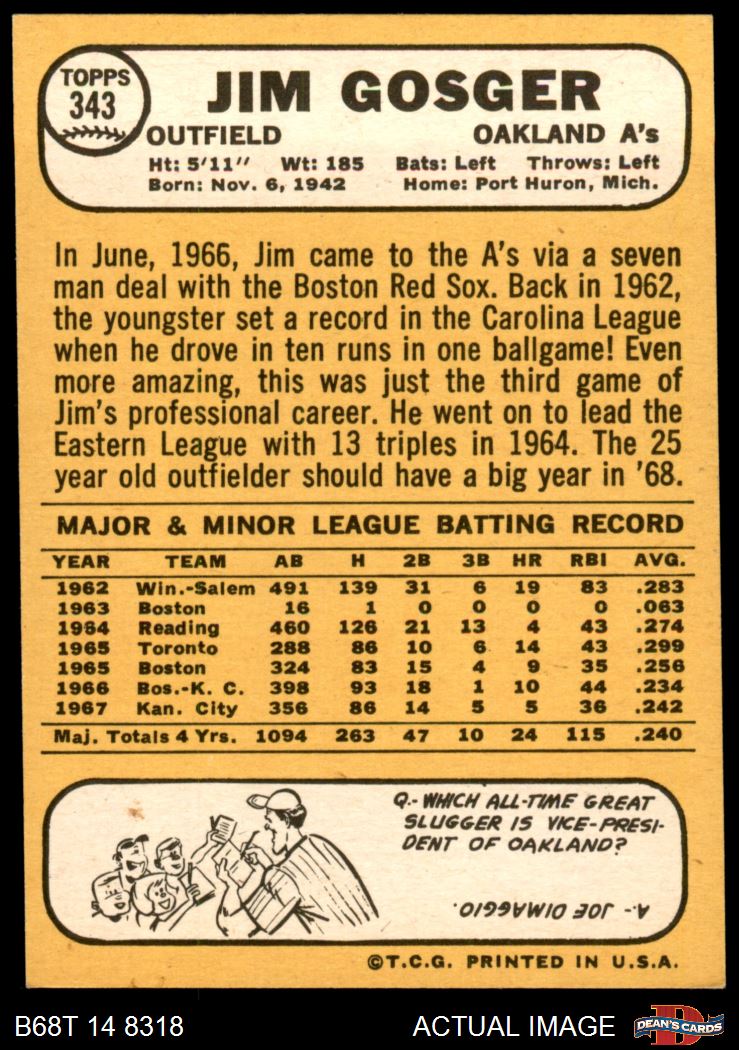 TOPPS
343
JIM GOSGER
OUTFIELD OAKLAND A's
Ht: 5'11" Wt: 185 Bats: Left Throws: Left
Born: Nov. 6, 1942 Home: Port Huron, Mich.
In June, 1966, Jim came to the A's via a seven
man deal with the Boston Red Sox. Back in 1962,
the youngster set a record in the Carolina League
when he drove in ten runs in one ballgame! Even
more amazing, this was just the third game of
Jim's professional career. He went on to lead the
Eastern League with 13 triples in 1964. The 25
year old outfielder should have a big year in '68.
MAJOR & MINOR LEAGUE BATTING RECORD
YEAR TEAM AB H 2B 3B HR RBI AVG.
1962 Win.-Salem 491 139 31 6 19 83 .283
1963 Boston 16 1 0 0 0 0 .063
1964 Reading 460 126 21 13 4 43 .274
1965 Toronto 288 86 10 6 14 43 .299
1965 Boston 324 83 15 4 9 35 .256
1966 Bos.-K. C. 398 93 18 1 10 44 .234
1967 Kan. City 356 86 14 5 5 36 .242
Maj. Totals 4 Yrs. 1094 263 47 10 24 115 .240
Q.- WHICH ALL-TIME GREAT
SLUGGER IS VICE-PRESI-
DENT OF OAKLAND?
A.- JOE DIMAGGIO.
©T.C.G. PRINTED IN U.S.A.
B68T 14 8318 ACTUAL IMAGE D DEAN'S CARDS